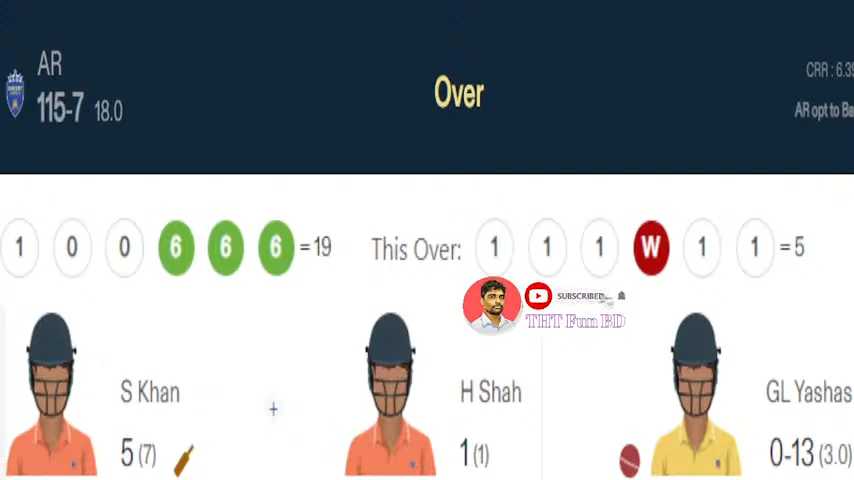 AR
115-7 18.0
Over
CRR : 6.39
AR opt to Ba
1 0 0 6 6 6 = 19
This Over: 1 1 1 W 1 1 = 5
SUBSCRIBED
THT Fun BD
S Khan
5 (7)
+
H Shah
1 (1)
GL Yashas
0-13 (3.0)